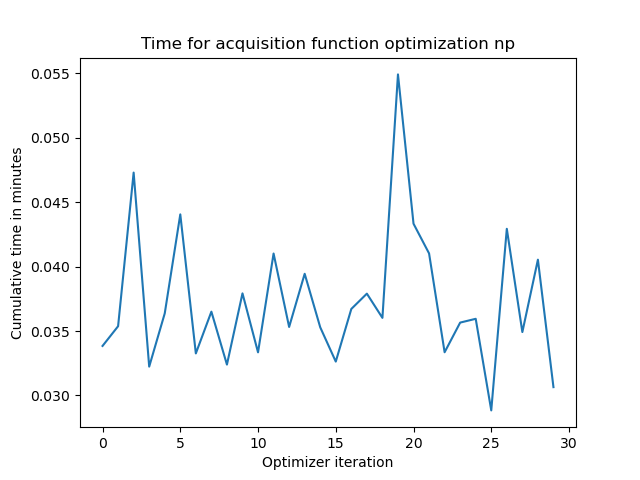 Time for acquisition function optimization np
0.055
0.050
0.045
0.040
0.035
0.030
Cumulative time in minutes
0 5 10 15 20 25 30
Optimizer iteration